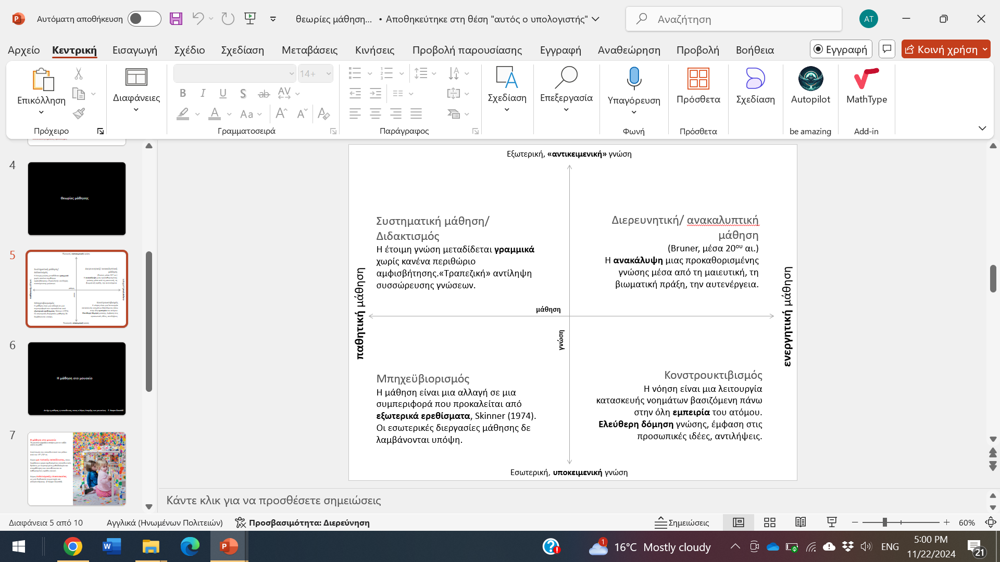 Αυτόματη αποθήκευση
θεωρίες μάθηση... • Αποθηκεύτηκε στη θέση "αυτός ο υπολογιστής"
Αναζήτηση
AT
Αρχείο Κεντρική Εισαγωγή Σχέδιο Σχεδίαση Μεταβάσεις Κινήσεις Προβολή παρουσίασης Εγγραφή Αναθεώρηση Προβολή Βοήθεια
Εγγραφή
Κοινή χρήση
Επικόλληση
Διαφάνειες
14+
Σχεδίαση
Επεξεργασία
Υπαγόρευση
Πρόσθετα
Σχεδίαση
Autopilot
MathType
Πρόχειρο
Γραμματοσειρά
Παράγραφος
Φωνή
Πρόσθετα
be amazing
Add-in
4
Θεωρίες μάθησης
5
6
Η μάθηση στο μουσείο
7
Η μάθηση στο μουσείο
Εξωτερική, «αντικειμενική» γνώση
Συστηματική μάθηση/
Διδακτισμός
Η έτοιμη γνώση μεταδίδεται γραμμικά
χωρίς κανένα περιθώριο
αμφισβήτησης.«Τραπεζική» αντίληψη
συσσώρευσης γνώσεων.
Διερευνητική/ ανακαλυπτική
μάθηση
(Bruner, μέσα 20ου αι.)
Η ανακάλυψη μιας προκαθορισμένης
γνώσης μέσα από τη μαιευτική, τη
βιωματική πράξη, την αυτενέργεια.
παθητική μάθηση
μάθηση
γνώση
ενεργητική μάθηση
Μπηχεϋβιορισμός
Η μάθηση είναι μια αλλαγή σε μια
συμπεριφορά που προκαλείται από
εξωτερικά ερεθίσματα, Skinner (1974).
Οι εσωτερικές διεργασίες μάθησης δε
λαμβάνονται υπόψη.
Κονστρουκτιβισμός
Η νόηση είναι μια λειτουργία
κατασκευής νοημάτων βασιζόμενη πάνω
στην όλη εμπειρία του ατόμου.
Ελεύθερη δόμηση γνώσης, έμφαση στις
προσωπικές ιδέες, αντιλήψεις.
Εσωτερική, υποκειμενική γνώση
Κάντε κλικ για να προσθέσετε σημειώσεις
Διαφάνεια 5 από 10
Αγγλικά (Ηνωμένων Πολιτειών)
Προσβασιμότητα: Διερεύνηση
Σημειώσεις
60%
1
16°C Mostly cloudy
ENG
5:00 PM
11/22/2024
21